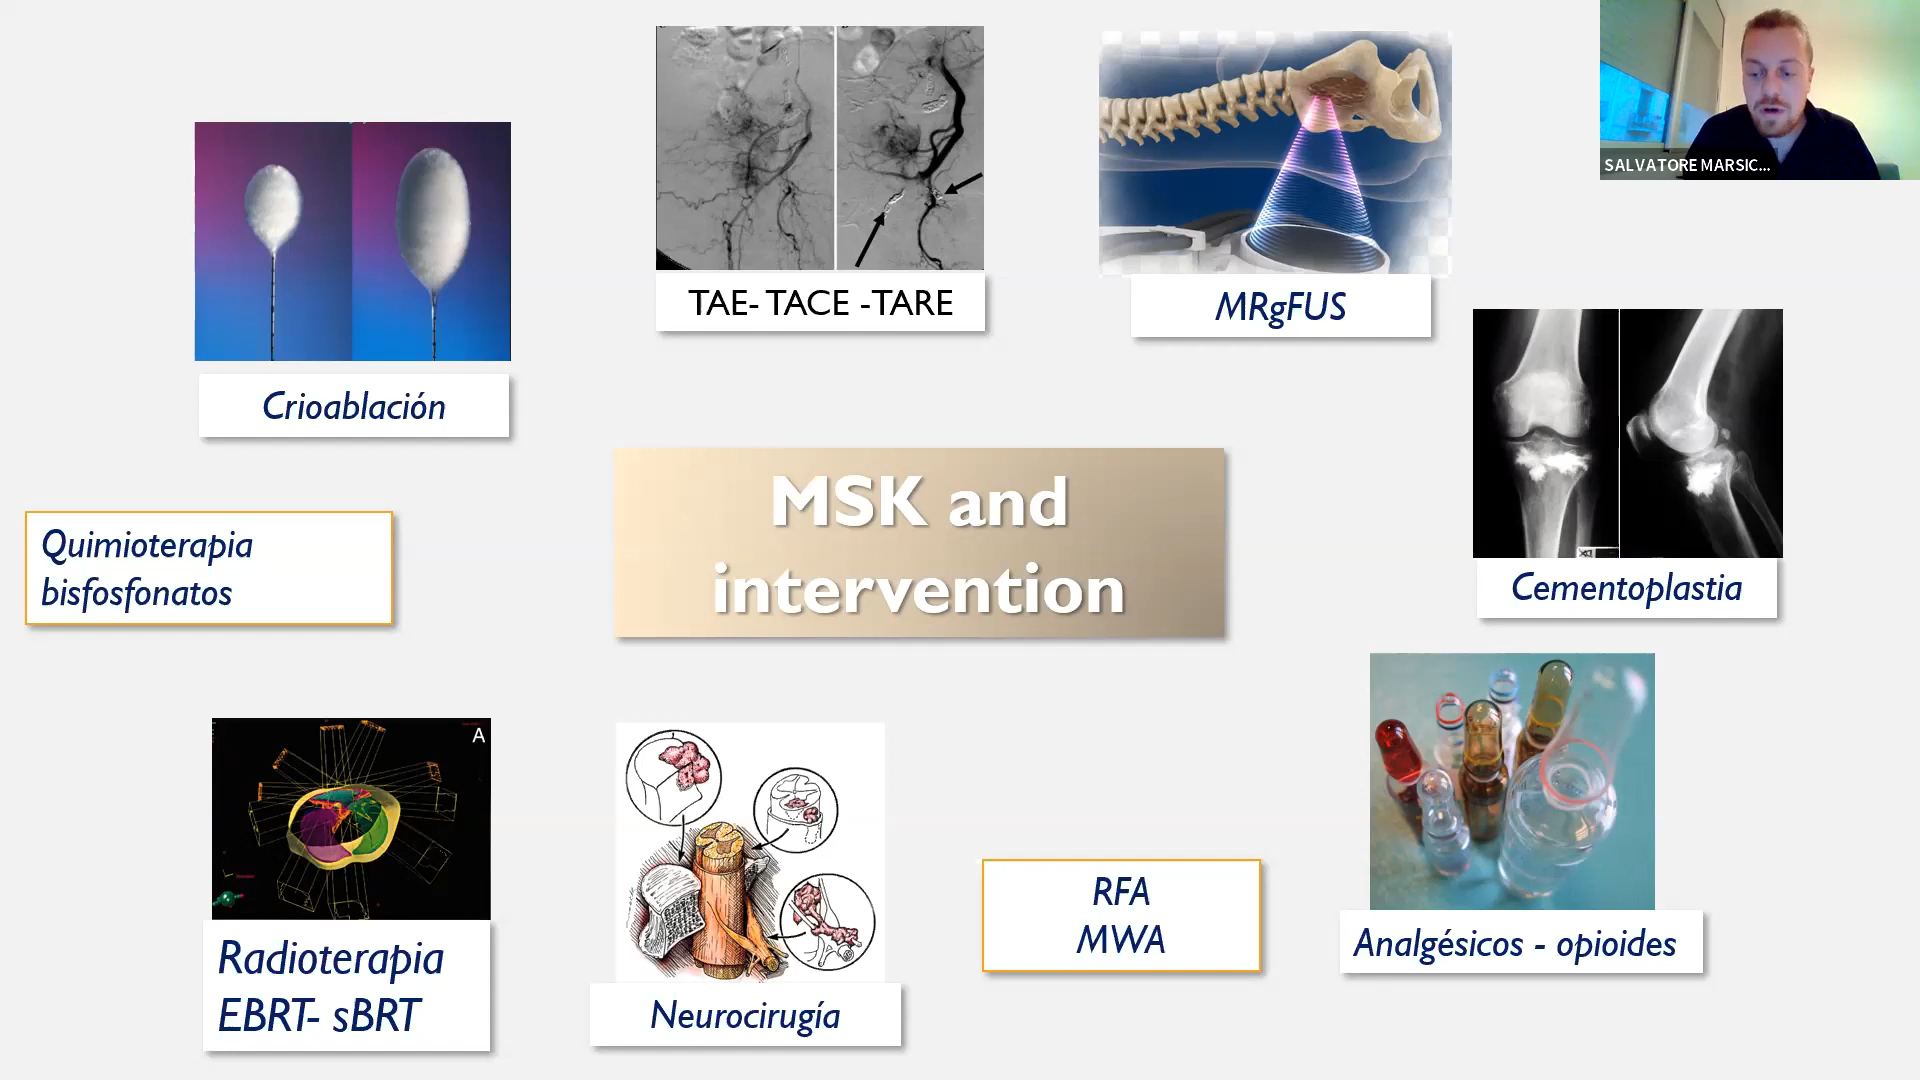 SALVATORE MARSIC...
TAE- TACE -TARE
MRgFUS
Crioablación
MSK and
intervention
Quimioterapia
bisfosfonatos
Cementoplastia
A
Radioterapia
EBRT- sBRT
Neurocirugía
RFA
MWA
Analgésicos - opioides